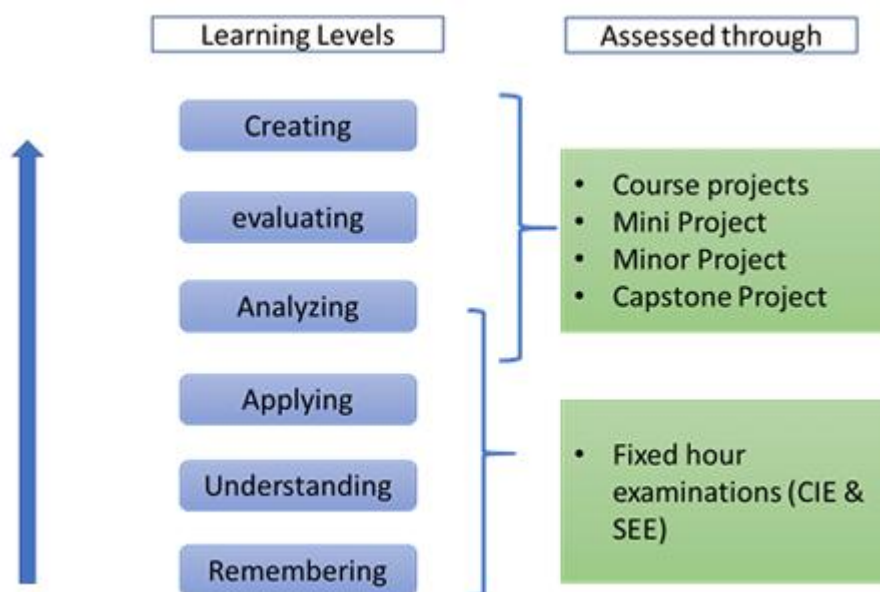 Learning Levels
Assessed through
Creating
evaluating
Analyzing
Applying
Understanding
Remembering
• Course projects
• Mini Project
• Minor Project
• Capstone Project
• Fixed hour
examinations (CIE &
SEE)